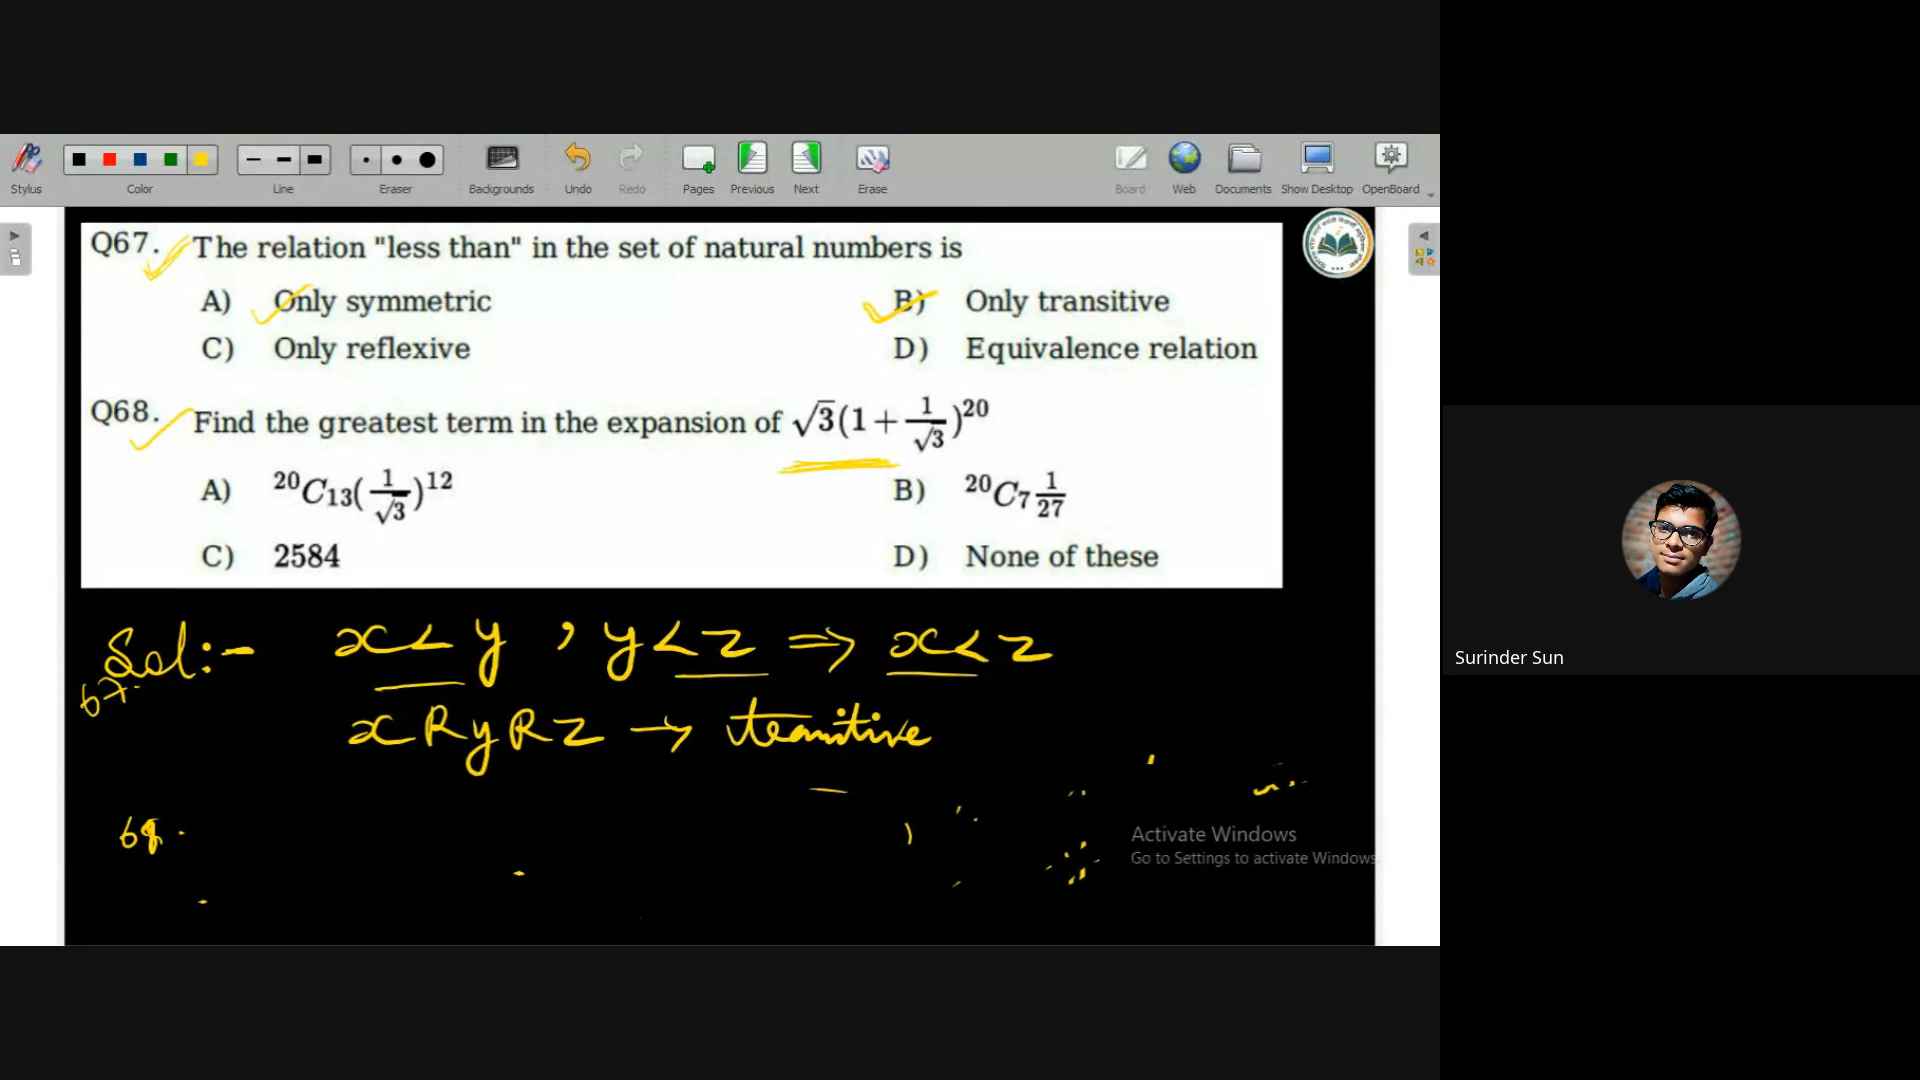 Stylus Color Line Eraser Backgrounds Undo Redo Pages Previous Next Erase Board Web Documents Show Desktop OpenBoard
Q67. The relation "less than" in the set of natural numbers is
A) Only symmetric B) Only transitive
C) Only reflexive D) Equivalence relation
Q68. Find the greatest term in the expansion of √3(1 + 1/√3)^20
A) ^20C_13(1/√3)^12 B) ^20C_7 1/27
C) 2584 D) None of these
Sol:- x < y , y < z ⇒ x < z
67.
x R y R z → transitive
68.
Activate Windows
Go to Settings to activate Windows.
Surinder Sun